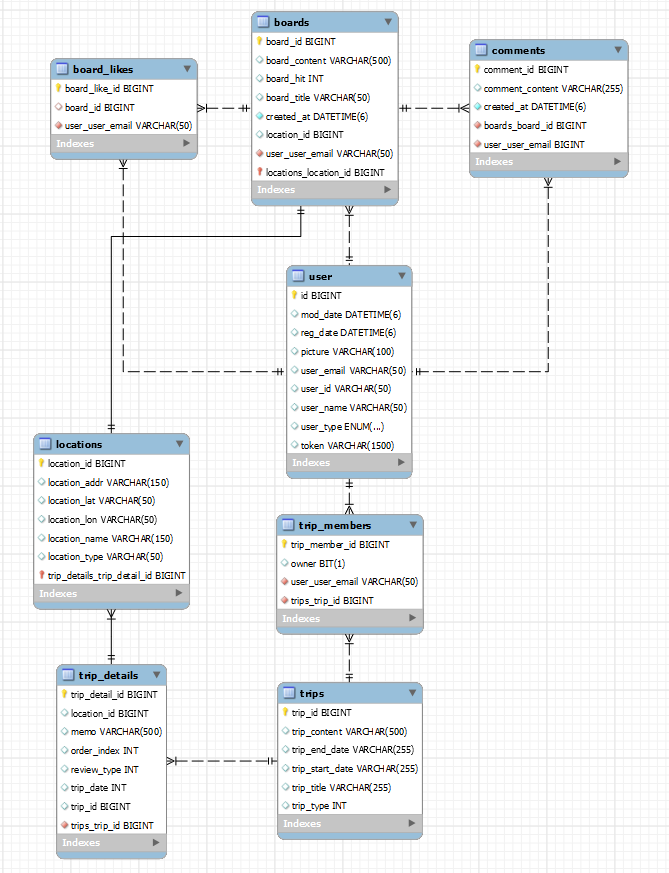 boards
board_id BIGINT
board_content VARCHAR(500)
board_hit INT
board_title VARCHAR(50)
created_at DATETIME(6)
location_id BIGINT
user_user_email VARCHAR(50)
locations_location_id BIGINT
Indexes
comments
comment_id BIGINT
comment_content VARCHAR(255)
created_at DATETIME(6)
boards_board_id BIGINT
user_user_email BIGINT
Indexes
board_likes
board_like_id BIGINT
board_id BIGINT
user_user_email VARCHAR(50)
Indexes
user
id BIGINT
mod_date DATETIME(6)
reg_date DATETIME(6)
picture VARCHAR(100)
user_email VARCHAR(50)
user_id VARCHAR(50)
user_name VARCHAR(50)
user_type ENUM(...)
token VARCHAR(1500)
Indexes
locations
location_id BIGINT
location_addr VARCHAR(150)
location_lat VARCHAR(50)
location_lon VARCHAR(50)
location_name VARCHAR(150)
location_type VARCHAR(50)
trip_details_trip_detail_id BIGINT
Indexes
trip_members
trip_member_id BIGINT
owner BIT(1)
user_user_email VARCHAR(50)
trips_trip_id BIGINT
Indexes
trip_details
trip_detail_id BIGINT
location_id BIGINT
memo VARCHAR(500)
order_index INT
review_type INT
trip_date INT
trip_id BIGINT
trips_trip_id BIGINT
Indexes
trips
trip_id BIGINT
trip_content VARCHAR(500)
trip_end_date VARCHAR(255)
trip_start_date VARCHAR(255)
trip_title VARCHAR(255)
trip_type INT
Indexes